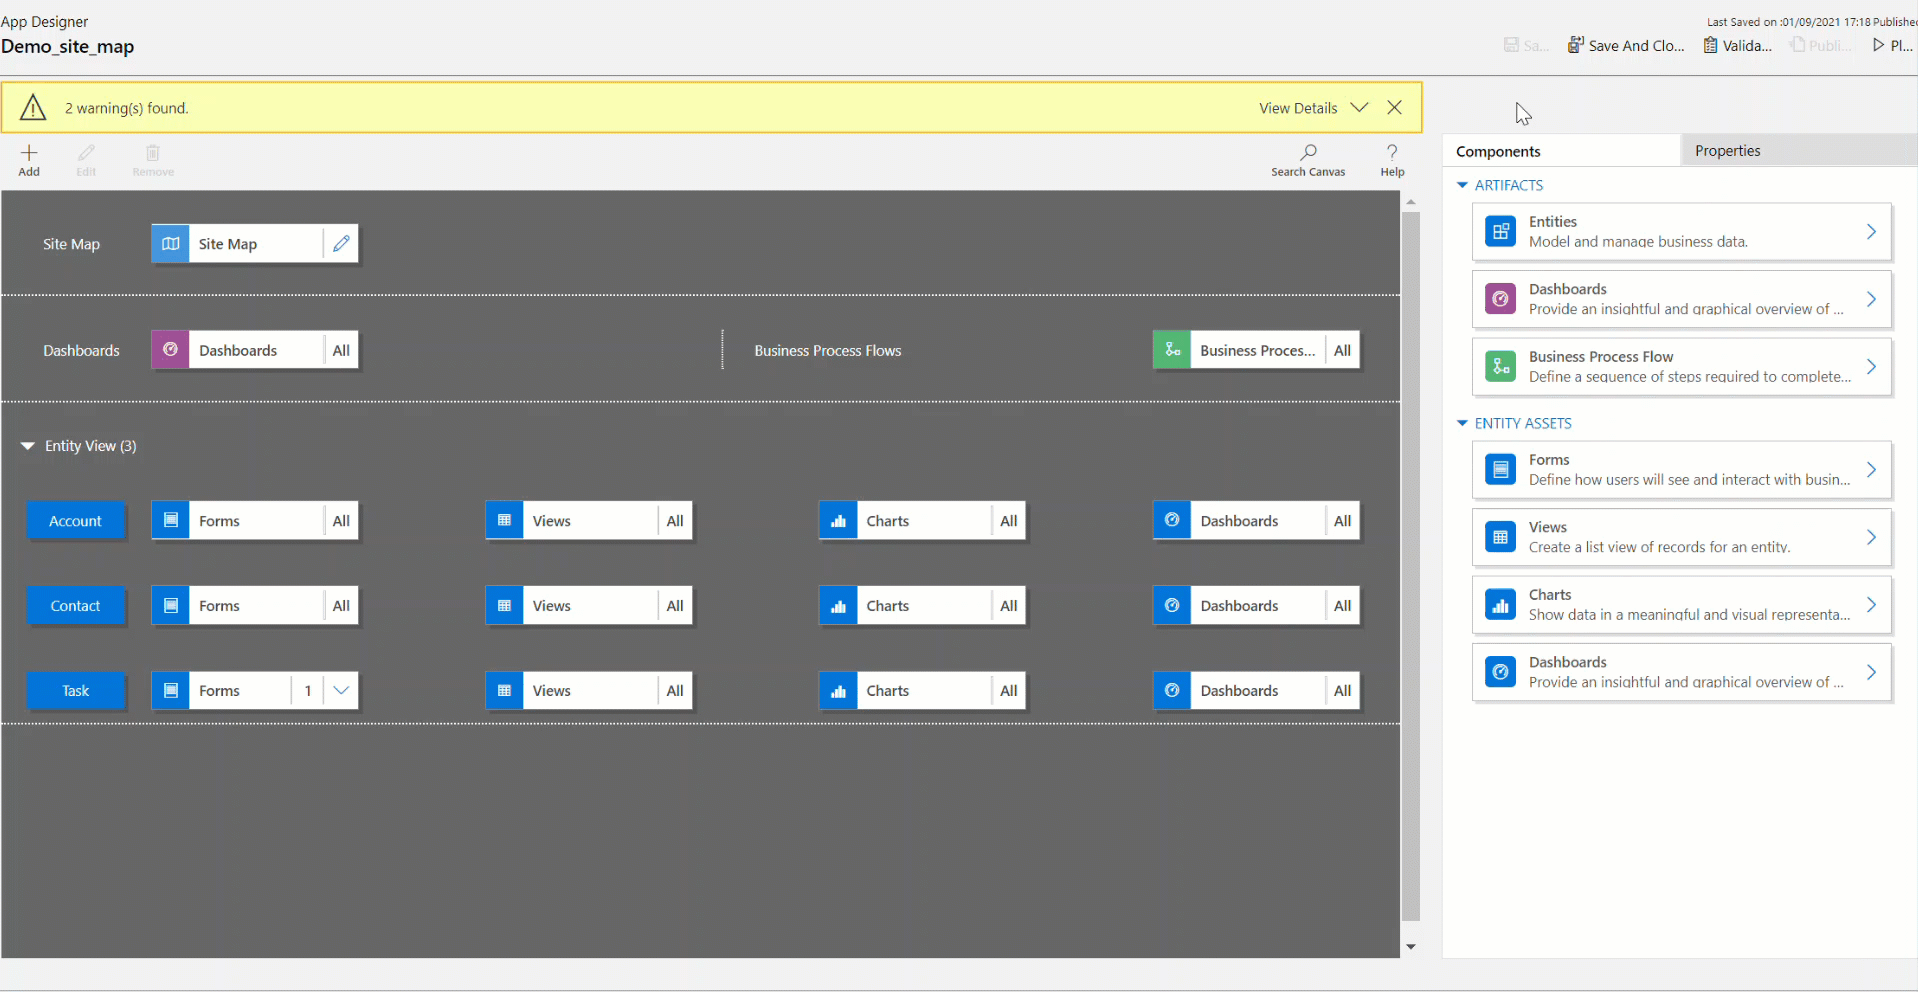 App Designer
Demo_site_map
Last Saved on :01/09/2021 17:18 Published
Sa... Save And Clo... Valida... Publi... Pl...
2 warning(s) found. View Details
Add Edit Remove Search Canvas ? Help
Components Properties
Site Map Site Map
Dashboards Dashboards All Business Process Flows Business Proces... All
Entity View (3)
Account Forms All Views All Charts All Dashboards All
Contact Forms All Views All Charts All Dashboards All
Task Forms 1 Views All Charts All Dashboards All
ARTIFACTS
Entities
Model and manage business data.
Dashboards
Provide an insightful and graphical overview of ...
Business Process Flow
Define a sequence of steps required to complete...
ENTITY ASSETS
Forms
Define how users will see and interact with busin...
Views
Create a list view of records for an entity.
Charts
Show data in a meaningful and visual representa...
Dashboards
Provide an insightful and graphical overview of ...